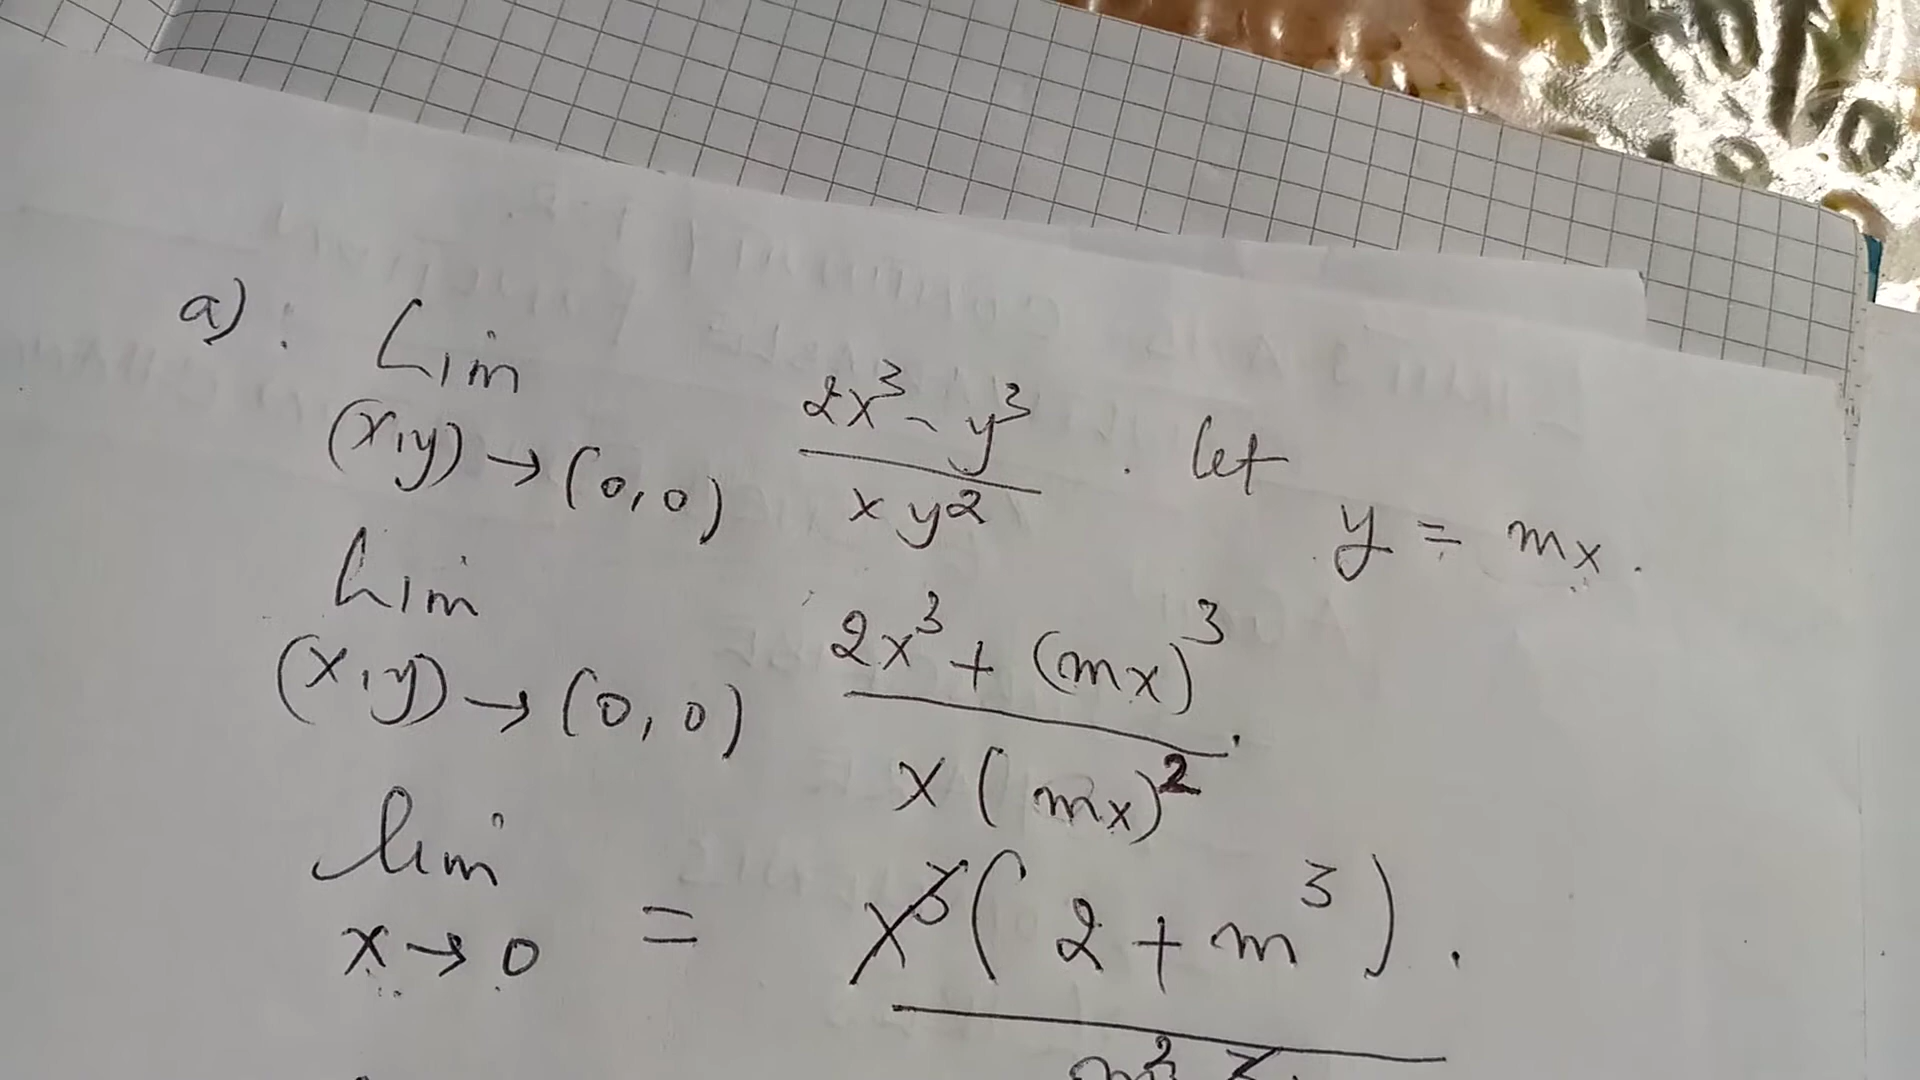 a) : Lim (x,y) → (0,0) 2x³ - y³ / xy² . let y = mx.
Lim (x,y) → (0,0) 2x³ + (mx)³ / x(mx)² .
lim x → 0 = x³(2 + m³) . / m²